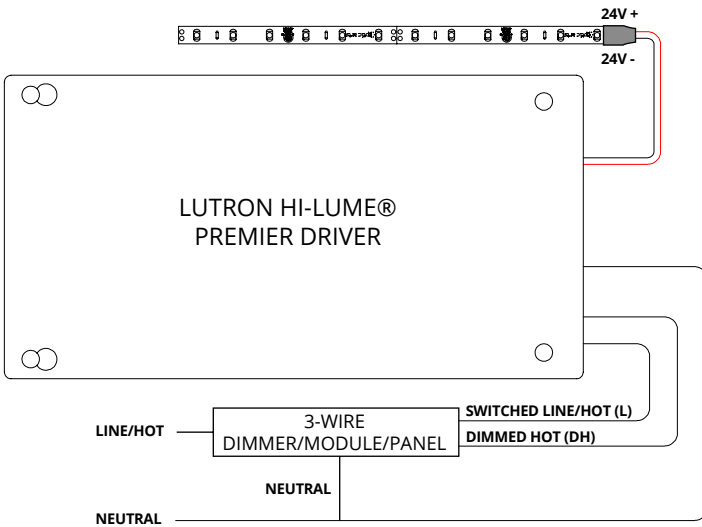 24V +
24V -
LUTRON HI-LUME®
PREMIER DRIVER
SWITCHED LINE/HOT (L)
3-WIRE
DIMMER/MODULE/PANEL
LINE/HOT
DIMMED HOT (DH)
NEUTRAL
NEUTRAL